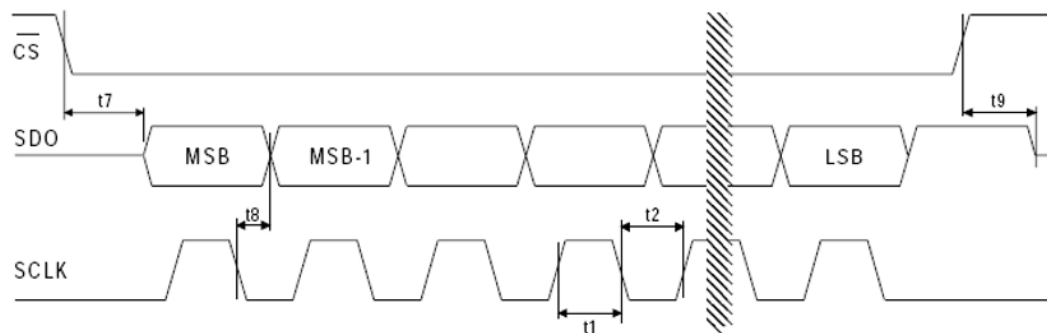 CS
t7
t9
SDO
MSB
MSB-1
LSB
t8
t2
SCLK
t1